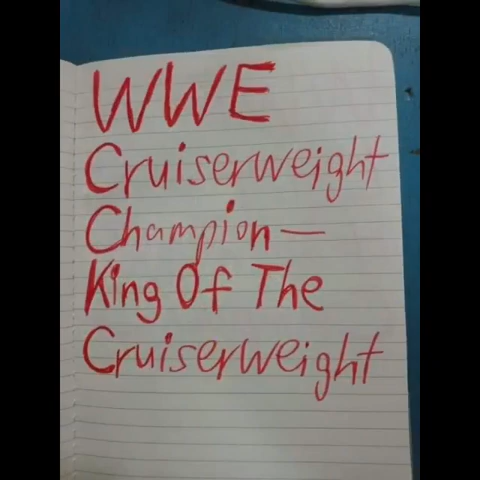 WWE
Cruiserweight
Champion—
King Of The
Cruiserweight